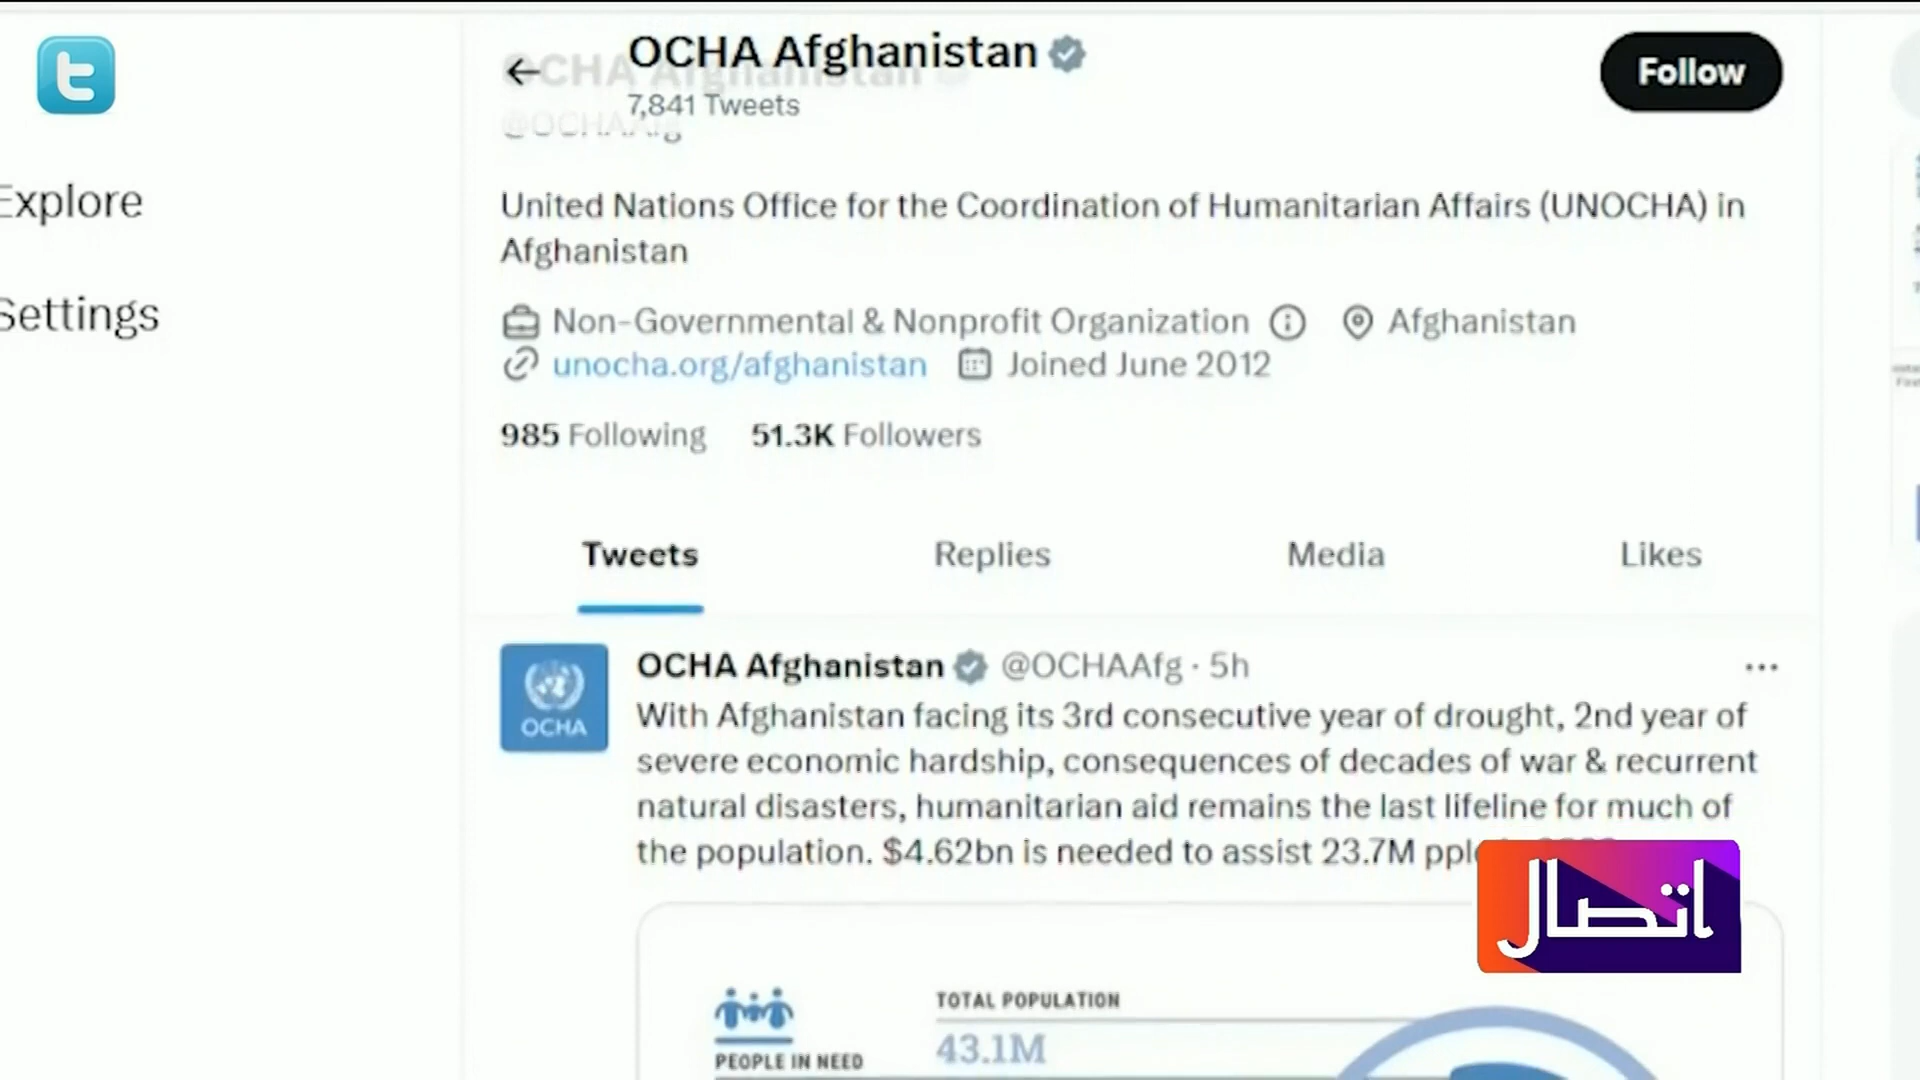 OCHA Afghanistan
7,841 Tweets
Follow
Explore
Settings
United Nations Office for the Coordination of Humanitarian Affairs (UNOCHA) in
Afghanistan
Non-Governmental & Nonprofit Organization
Afghanistan
unocha.org/afghanistan
Joined June 2012
985 Following
51.3K Followers
Tweets
Replies
Media
Likes
OCHA
OCHA Afghanistan @OCHAAfg · 5h
With Afghanistan facing its 3rd consecutive year of drought, 2nd year of
severe economic hardship, consequences of decades of war & recurrent
natural disasters, humanitarian aid remains the last lifeline for much of
the population. $4.62bn is needed to assist 23.7M pple
اتصال
TOTAL POPULATION
43.1M
PEOPLE IN NEED